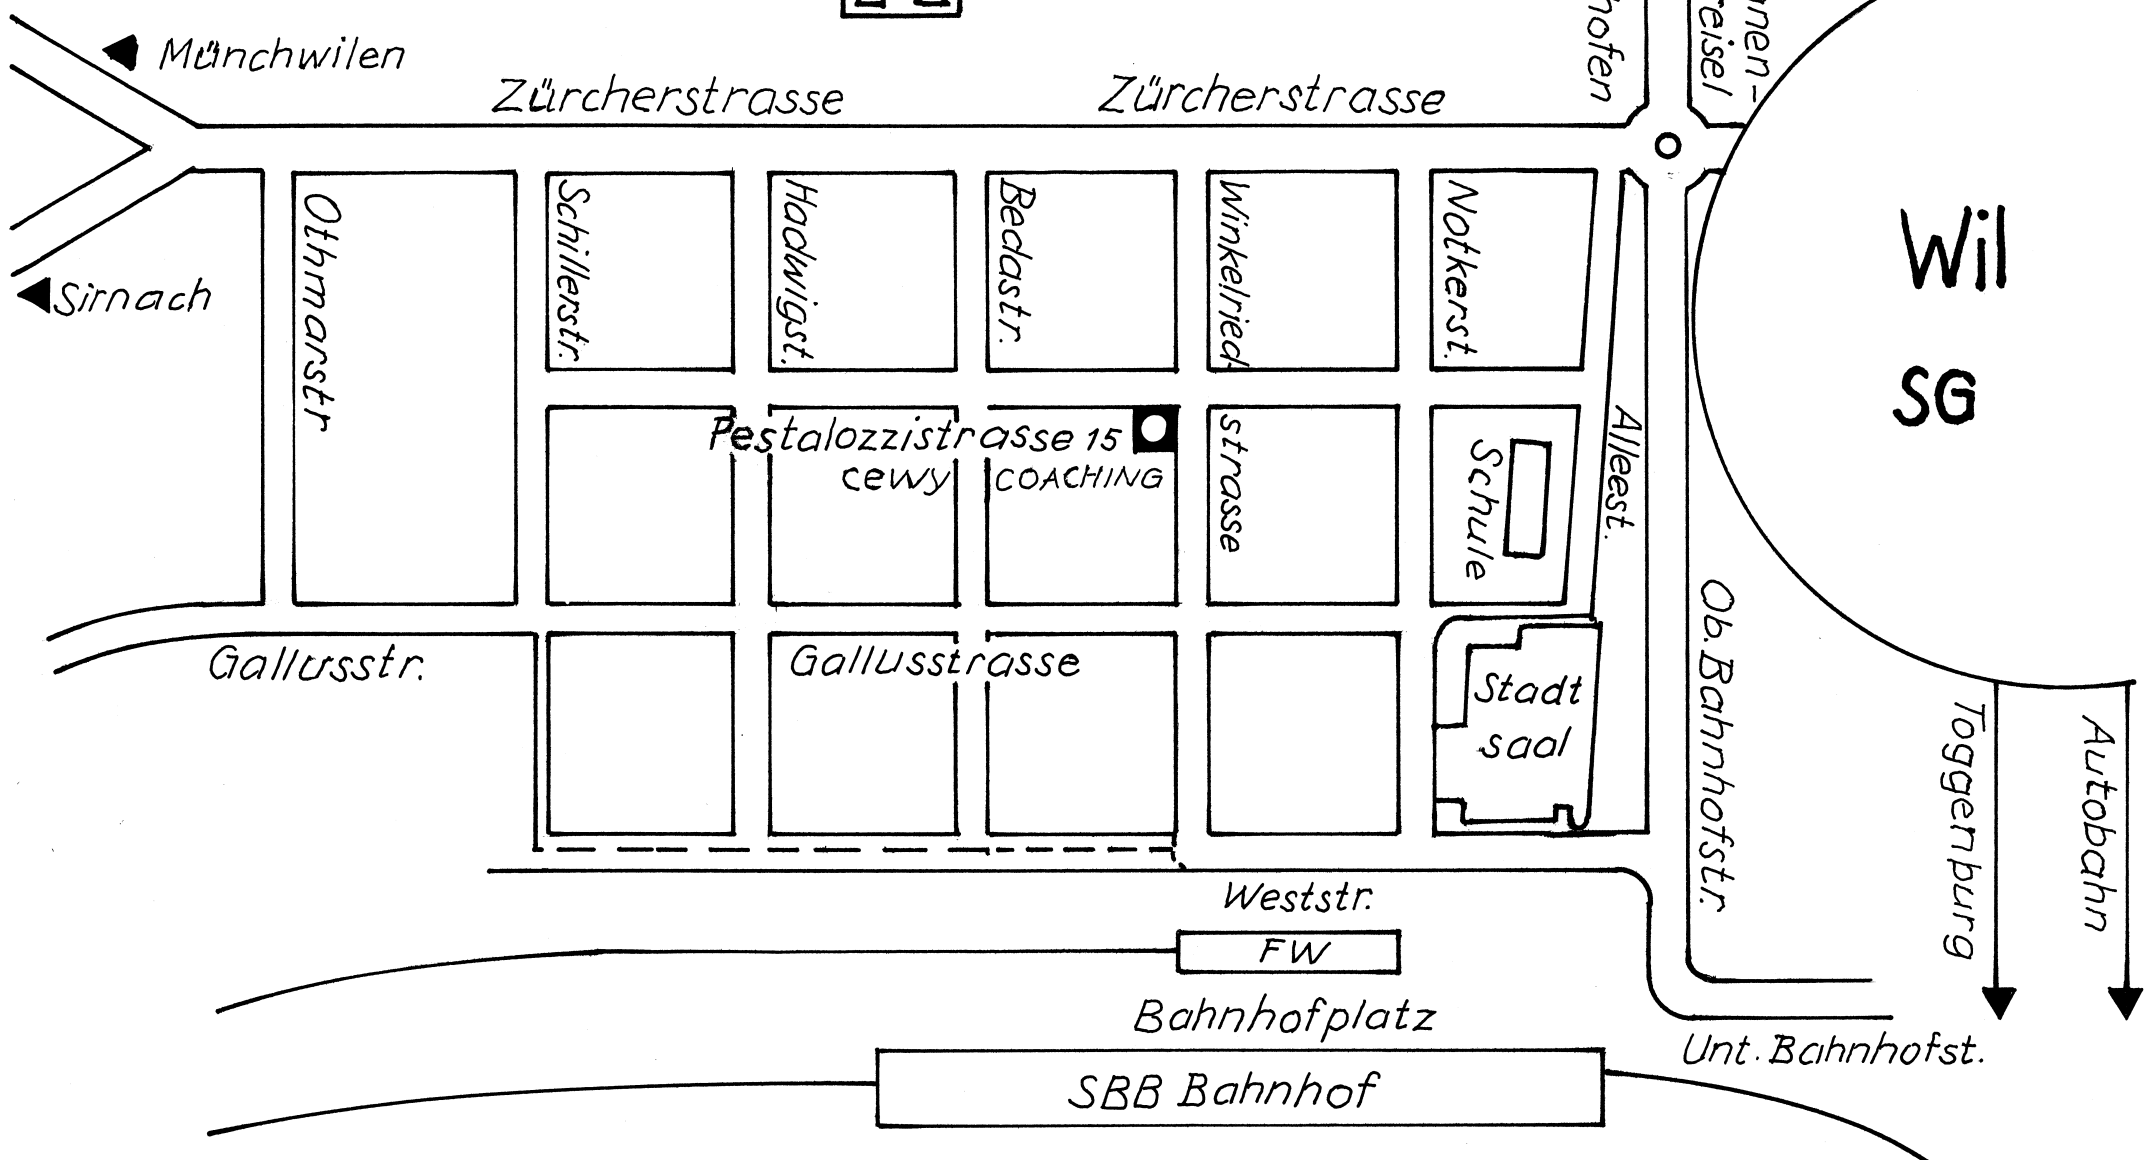 Münchwilen
Zürcherstrasse
Zürcherstrasse
Sirnach
Othmarstr
Schillerstr.
Hadwigst.
Bedastr.
Winkelried-
strasse
Notkerst.
Alleest.
Wil
SG
Pestalozzistrasse 15
cewy COACHING
Schule
Gallusstr.
Gallusstrasse
Stadt
saal
Ob. Bahnhofstr.
Toggenburg
Autobahn
Weststr.
FW
Bahnhofplatz
Unt. Bahnhofst.
SBB Bahnhof